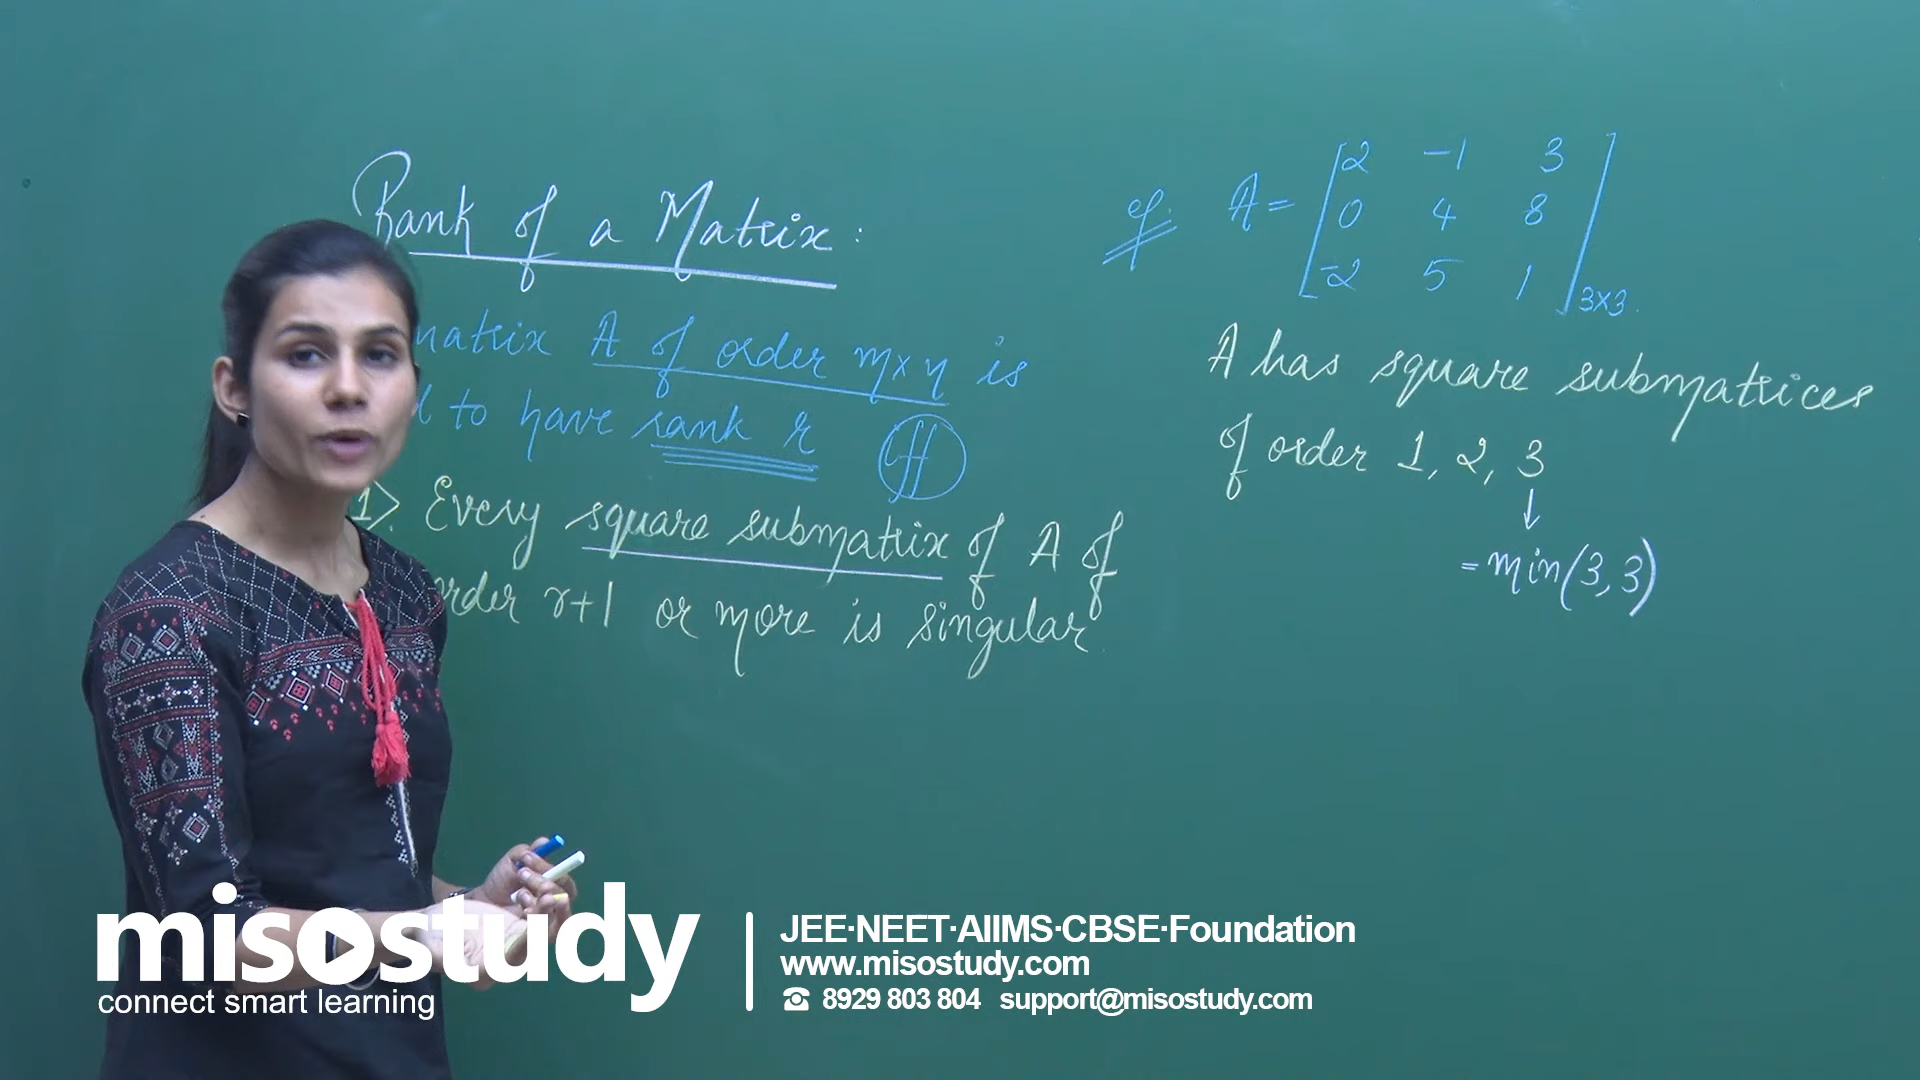 Rank of a Matrix :
matrix A of order m×n is
to have rank r iff
1>. Every square submatrix of A of
order r+1 or more is singular.
eg. A = [2 -1 3
0 4 8
-2 5 1] 3×3.
A has square submatrices
of order 1, 2, 3
↓
= min(3,3)
misostudy
connect smart learning
JEE·NEET·AIIMS·CBSE·Foundation
www.misostudy.com
☎ 8929 803 804 support@misostudy.com